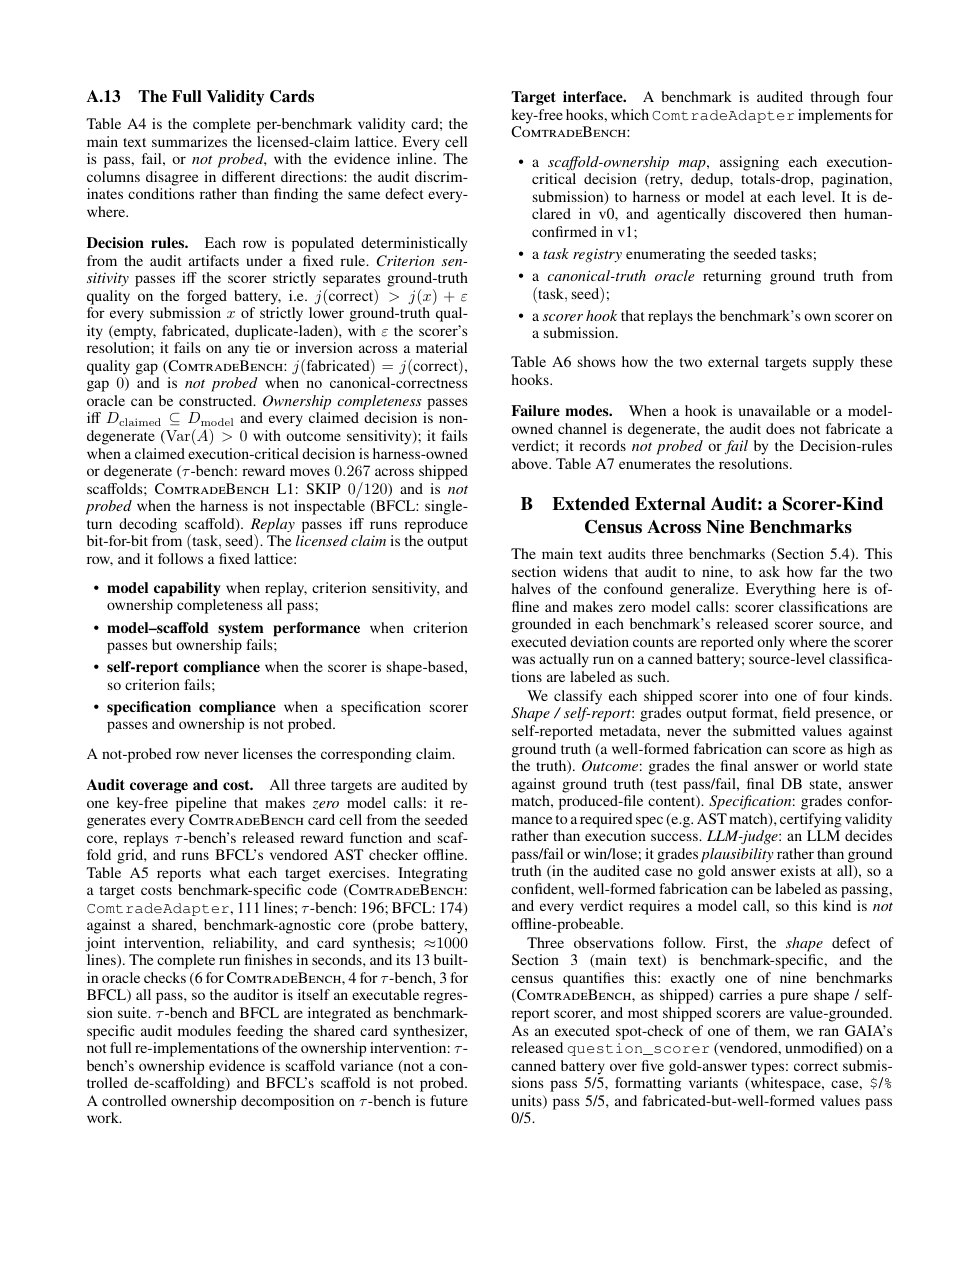 A.13 The Full Validity Cards
Table A4 is the complete per-benchmark validity card; the
main text summarizes the licensed-claim lattice. Every cell
is pass, fail, or not probed, with the evidence inline. The
columns disagree in different directions: the audit discrim-
inates conditions rather than finding the same defect every-
where.
Decision rules. Each row is populated deterministically
from the audit artifacts under a fixed rule. Criterion sen-
sitivity passes iff the scorer strictly separates ground-truth
quality on the forged battery, i.e. j(correct) > j(x) + ε
for every submission x of strictly lower ground-truth qual-
ity (empty, fabricated, duplicate-laden), with ε the scorer's
resolution; it fails on any tie or inversion across a material
quality gap (COMTRADEBENCH: j(fabricated) = j(correct),
gap 0) and is not probed when no canonical-correctness
oracle can be constructed. Ownership completeness passes
iff D_claimed ⊆ D_model and every claimed decision is non-
degenerate (Var(A) > 0 with outcome sensitivity); it fails
when a claimed execution-critical decision is harness-owned
or degenerate (τ-bench: reward moves 0.267 across shipped
scaffolds; COMTRADEBENCH L1: SKIP 0/120) and is not
probed when the harness is not inspectable (BFCL: single-
turn decoding scaffold). Replay passes iff runs reproduce
bit-for-bit from (task, seed). The licensed claim is the output
row, and it follows a fixed lattice:
• model capability when replay, criterion sensitivity, and
ownership completeness all pass;
• model–scaffold system performance when criterion
passes but ownership fails;
• self-report compliance when the scorer is shape-based,
so criterion fails;
• specification compliance when a specification scorer
passes and ownership is not probed.
A not-probed row never licenses the corresponding claim.
Audit coverage and cost. All three targets are audited by
one key-free pipeline that makes zero model calls: it re-
generates every COMTRADEBENCH card cell from the seeded
core, replays τ-bench's released reward function and scaf-
fold grid, and runs BFCL's vendored AST checker offline.
Table A5 reports what each target exercises. Integrating
a target costs benchmark-specific code (COMTRADEBENCH:
ComtradeAdapter, 111 lines; τ-bench: 196; BFCL: 174)
against a shared, benchmark-agnostic core (probe battery,
joint intervention, reliability, and card synthesis; ≈1000
lines). The complete run finishes in seconds, and its 13 built-
in oracle checks (6 for COMTRADEBENCH, 4 for τ-bench, 3 for
BFCL) all pass, so the auditor is itself an executable regres-
sion suite. τ-bench and BFCL are integrated as benchmark-
specific audit modules feeding the shared card synthesizer,
not full re-implementations of the ownership intervention: τ-
bench's ownership evidence is scaffold variance (not a con-
trolled de-scaffolding) and BFCL's scaffold is not probed.
A controlled ownership decomposition on τ-bench is future
work.
Target interface. A benchmark is audited through four
key-free hooks, which ComtradeAdapter implements for
COMTRADEBENCH:
• a scaffold-ownership map, assigning each execution-
critical decision (retry, dedup, totals-drop, pagination,
submission) to harness or model at each level. It is de-
clared in v0, and agentically discovered then human-
confirmed in v1;
• a task registry enumerating the seeded tasks;
• a canonical-truth oracle returning ground truth from
(task, seed);
• a scorer hook that replays the benchmark's own scorer on
a submission.
Table A6 shows how the two external targets supply these
hooks.
Failure modes. When a hook is unavailable or a model-
owned channel is degenerate, the audit does not fabricate a
verdict; it records not probed or fail by the Decision-rules
above. Table A7 enumerates the resolutions.
B Extended External Audit: a Scorer-Kind
Census Across Nine Benchmarks
The main text audits three benchmarks (Section 5.4). This
section widens that audit to nine, to ask how far the two
halves of the confound generalize. Everything here is of-
fline and makes zero model calls: scorer classifications are
grounded in each benchmark's released scorer source, and
executed deviation counts are reported only where the scorer
was actually run on a canned battery; source-level classifica-
tions are labeled as such.
We classify each shipped scorer into one of four kinds.
Shape / self-report: grades output format, field presence, or
self-reported metadata, never the submitted values against
ground truth (a well-formed fabrication can score as high as
the truth). Outcome: grades the final answer or world state
against ground truth (test pass/fail, final DB state, answer
match, produced-file content). Specification: grades confor-
mance to a required spec (e.g. AST match), certifying validity
rather than execution success. LLM-judge: an LLM decides
pass/fail or win/lose; it grades plausibility rather than ground
truth (in the audited case no gold answer exists at all), so a
confident, well-formed fabrication can be labeled as passing,
and every verdict requires a model call, so this kind is not
offline-probeable.
Three observations follow. First, the shape defect of
Section 3 (main text) is benchmark-specific, and the
census quantifies this: exactly one of nine benchmarks
(COMTRADEBENCH, as shipped) carries a pure shape / self-
report scorer, and most shipped scorers are value-grounded.
As an executed spot-check of one of them, we ran GAIA's
released question_scorer (vendored, unmodified) on a
canned battery over five gold-answer types: correct submis-
sions pass 5/5, formatting variants (whitespace, case, $/%
units) pass 5/5, and fabricated-but-well-formed values pass
0/5.